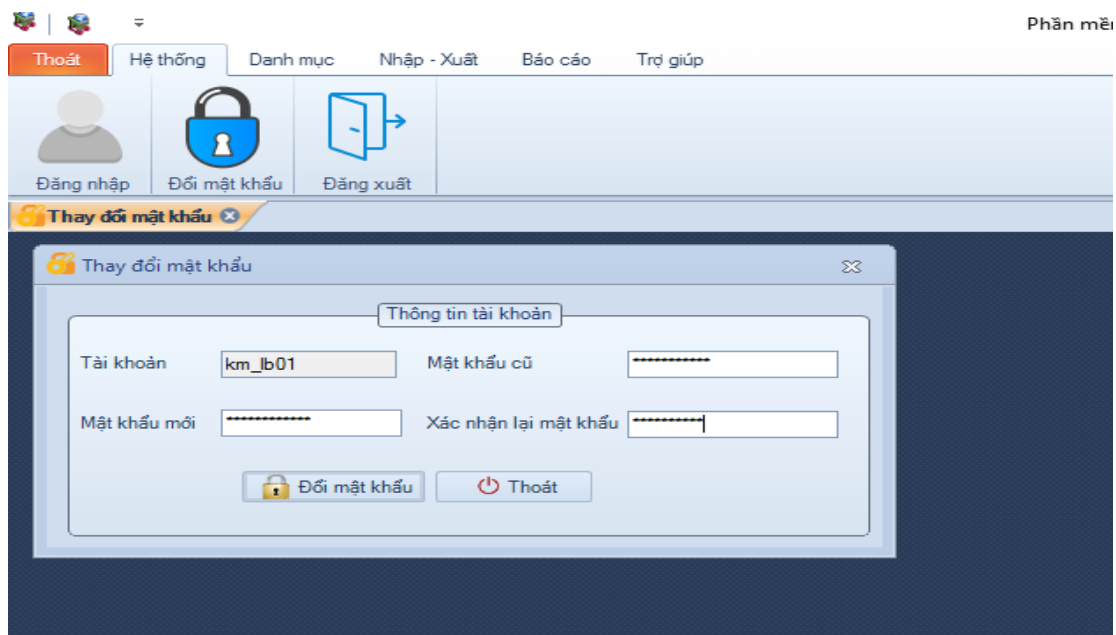 Phần mền
Thoát Hệ thống Danh mục Nhập - Xuất Báo cáo Trợ giúp
Đăng nhập Đổi mật khẩu Đăng xuất
Thay đổi mật khẩu
Thay đổi mật khẩu
Thông tin tài khoản
Tài khoản km_lb01 Mật khẩu cũ ***********
Mật khẩu mới ************ Xác nhận lại mật khẩu **********
Đổi mật khẩu Thoát